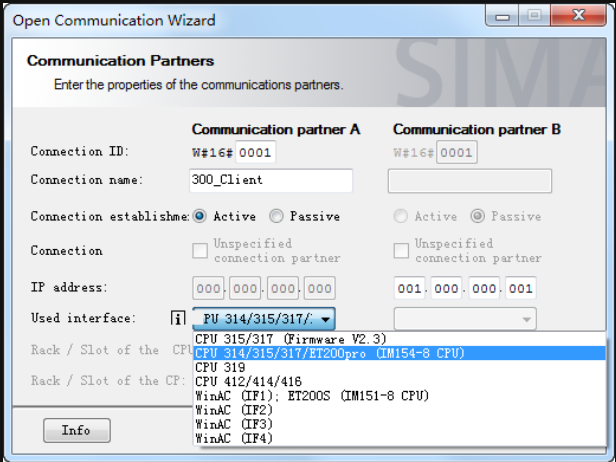 Open Communication Wizard
Communication Partners
Enter the properties of the communications partners.
SIMA
Communication partner A Communication partner B
Connection ID: W#16# 0001 W#16# 0001
Connection name: 300_Client
Connection establishme: Active Passive Active Passive
Connection Unspecified connection partner Unspecified connection partner
IP address: 000. 000. 000. 000 001. 000. 000. 001
Used interface: i PU 314/315/317/:
CPU 315/317 (Firmware V2.3)
Rack / Slot of the CPU
CPU 314/315/317/ET200pro (IM154-8 CPU)
CPU 319
Rack / Slot of the CP:
CPU 412/414/416
WinAC (IF1); ET200S (IM151-8 CPU)
WinAC (IF2)
WinAC (IF3)
WinAC (IF4)
Info